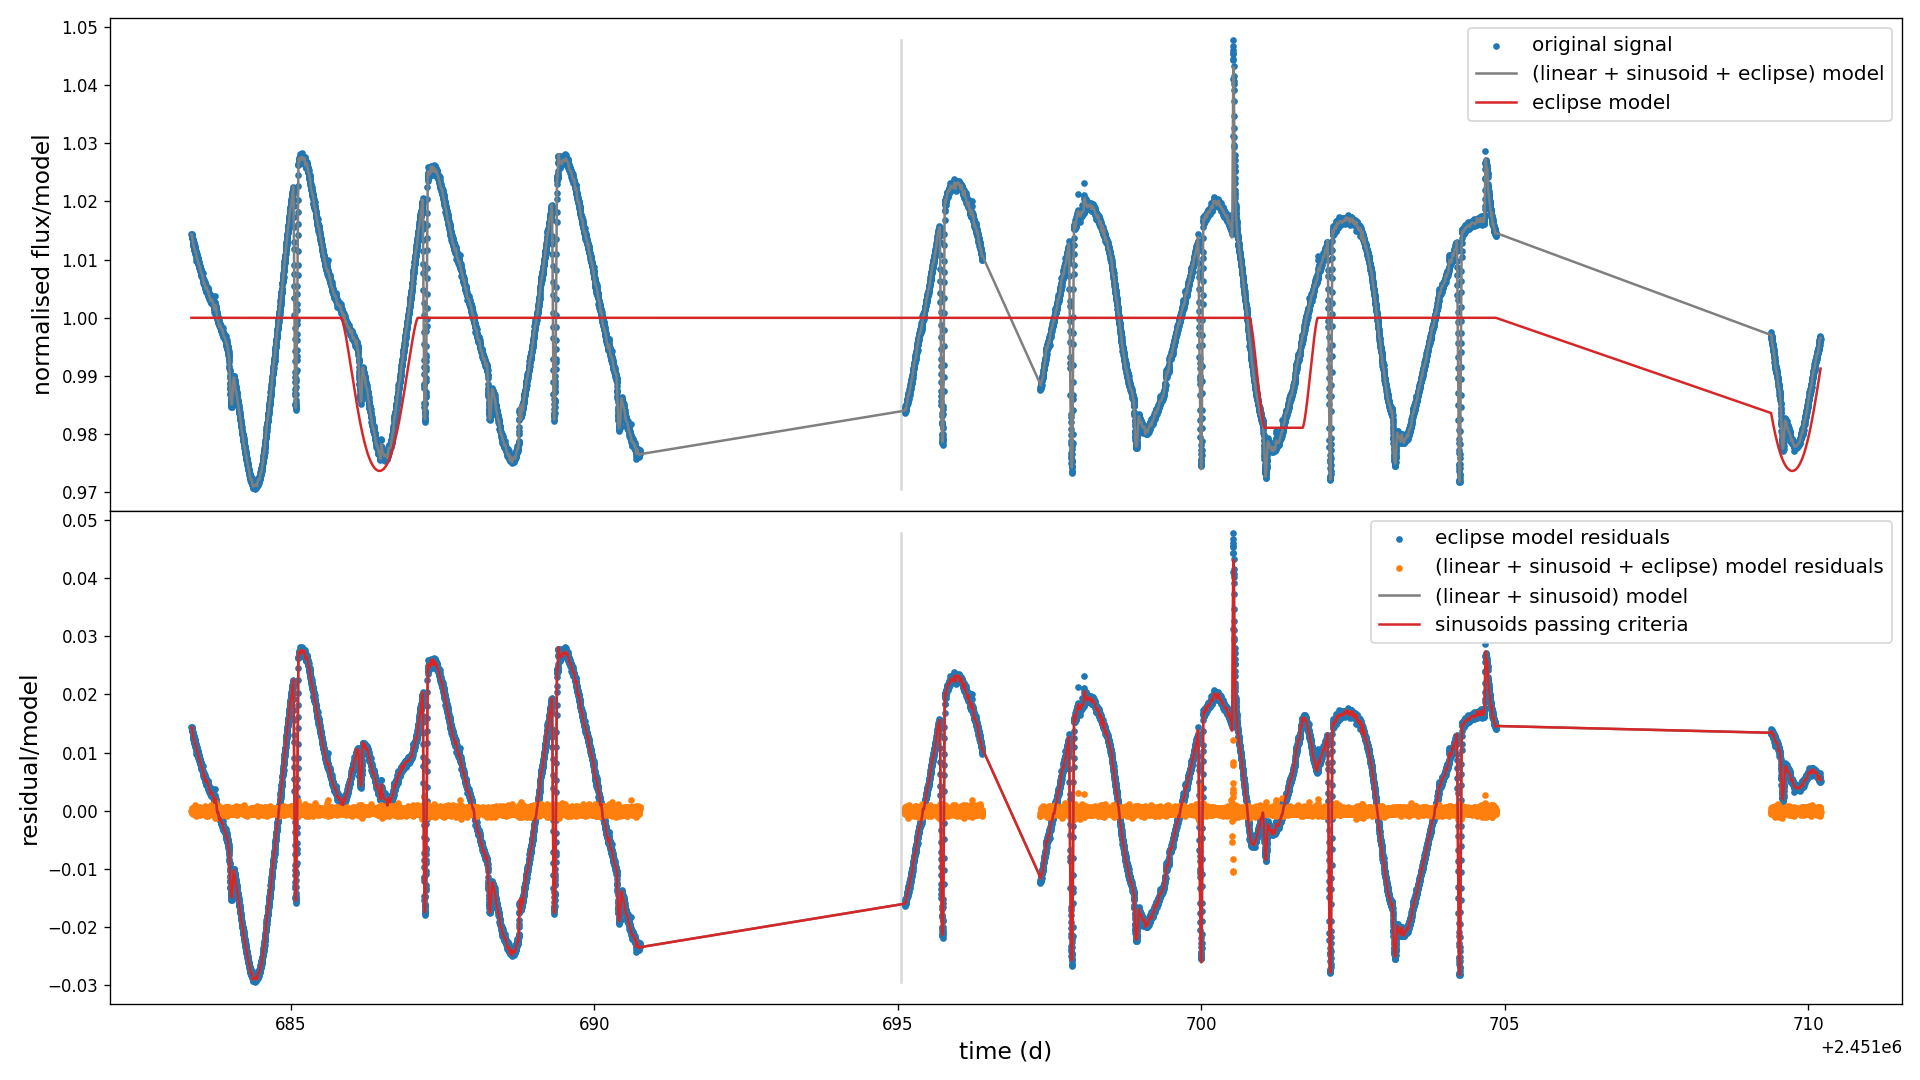 1.05
1.04
1.03
1.02
1.01
1.00
0.99
0.98
0.97
normalised flux/model
original signal
(linear + sinusoid + eclipse) model
eclipse model
0.05
0.04
0.03
0.02
0.01
0.00
−0.01
−0.02
−0.03
residual/model
eclipse model residuals
(linear + sinusoid + eclipse) model residuals
(linear + sinusoid) model
sinusoids passing criteria
685 690 695 700 705 710
time (d)
+2.451e6